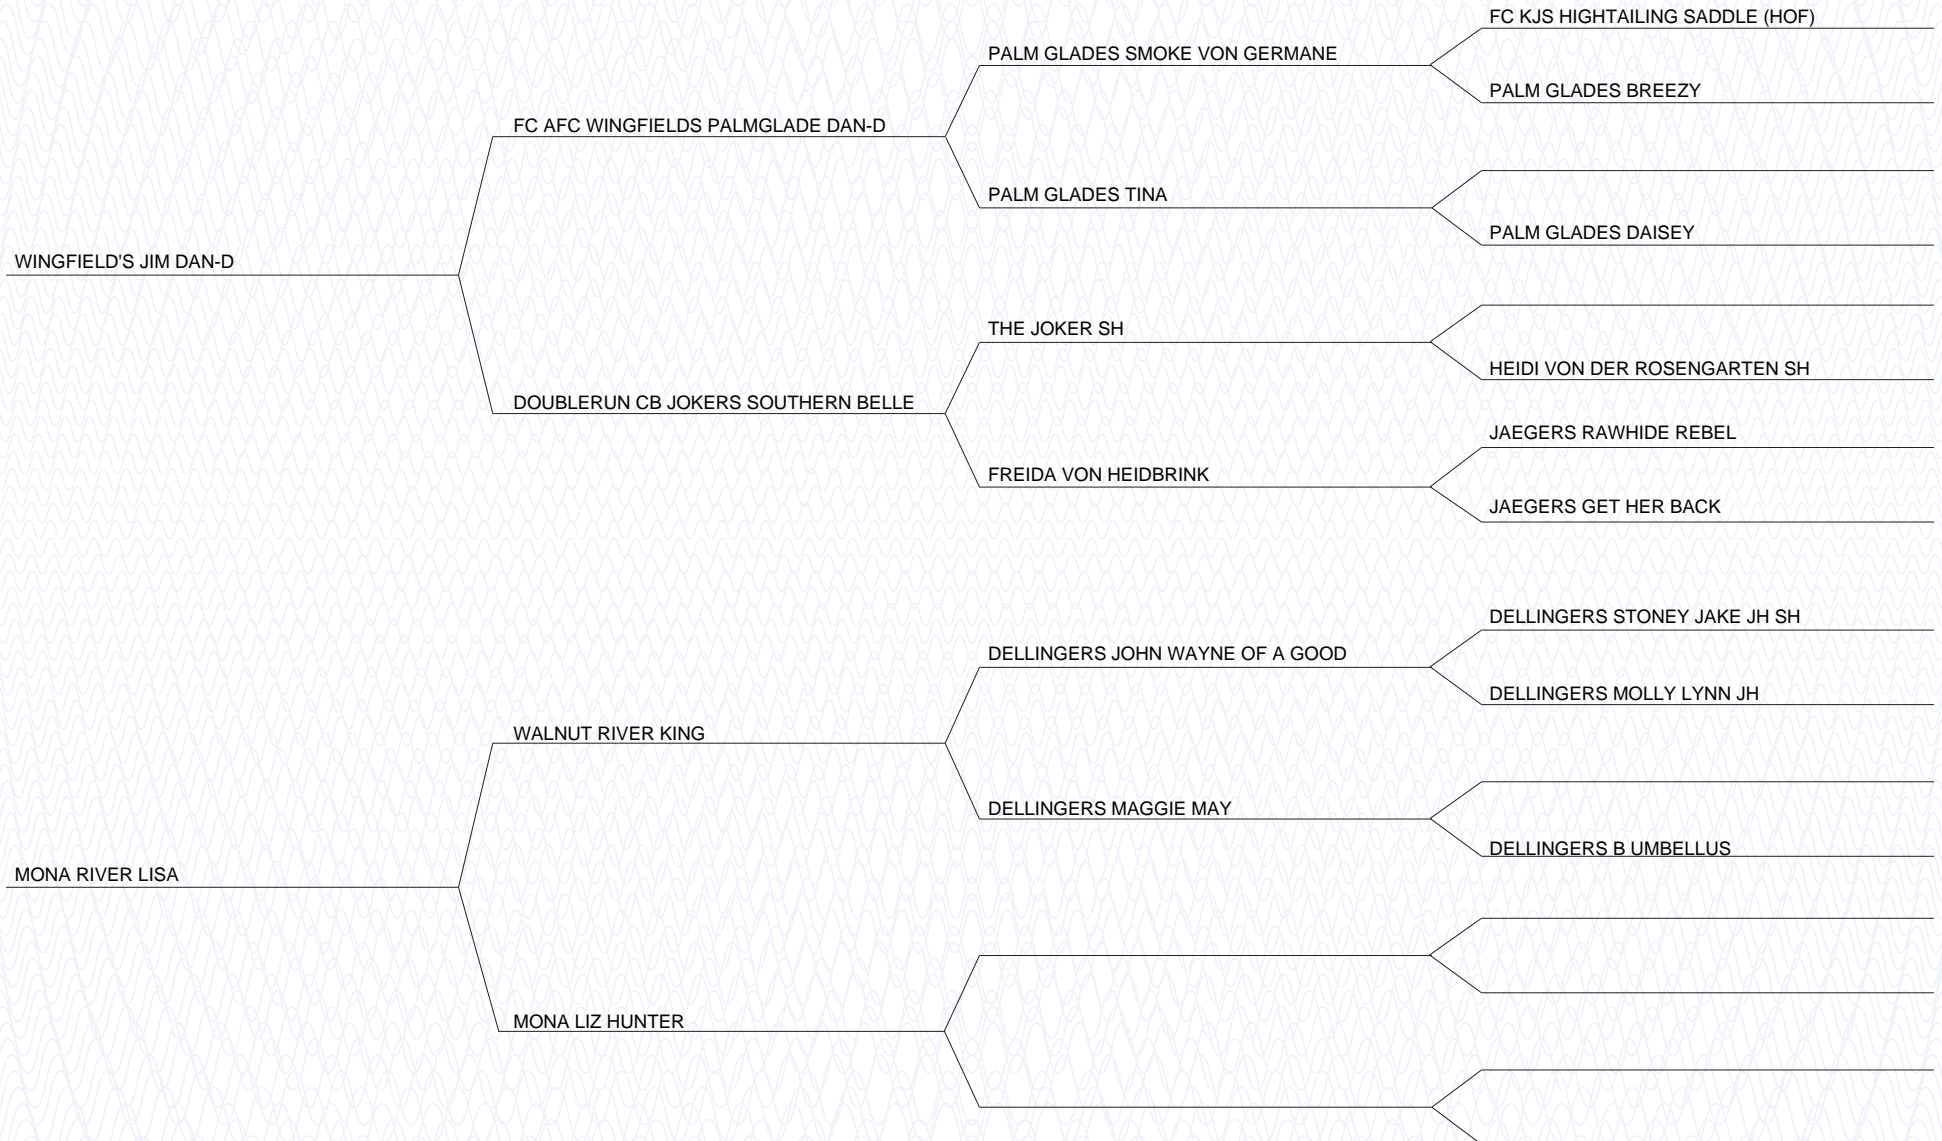 FC KJS HIGHTAILING SADDLE (HOF)
PALM GLADES SMOKE VON GERMANE
PALM GLADES BREEZY
FC AFC WINGFIELDS PALMGLADE DAN-D
PALM GLADES TINA
PALM GLADES DAISEY
WINGFIELD'S JIM DAN-D
THE JOKER SH
HEIDI VON DER ROSENGARTEN SH
DOUBLERUN CB JOKERS SOUTHERN BELLE
JAEGERS RAWHIDE REBEL
FREIDA VON HEIDBRINK
JAEGERS GET HER BACK
DELLINGERS STONEY JAKE JH SH
DELLINGERS JOHN WAYNE OF A GOOD
DELLINGERS MOLLY LYNN JH
WALNUT RIVER KING
DELLINGERS MAGGIE MAY
DELLINGERS B UMBELLUS
MONA RIVER LISA
MONA LIZ HUNTER